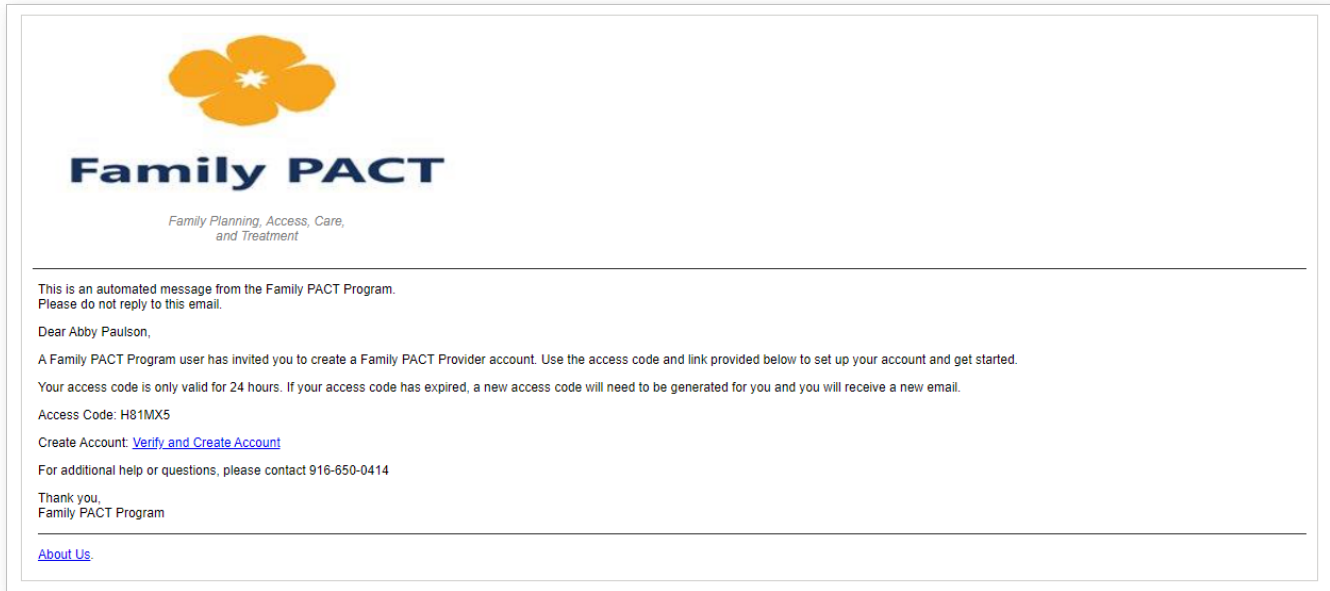 Family PACT
Family Planning, Access, Care,
and Treatment
This is an automated message from the Family PACT Program.
Please do not reply to this email.
Dear Abby Paulson,
A Family PACT Program user has invited you to create a Family PACT Provider account. Use the access code and link provided below to set up your account and get started.
Your access code is only valid for 24 hours. If your access code has expired, a new access code will need to be generated for you and you will receive a new email.
Access Code: H81MX5
Create Account: Verify and Create Account
For additional help or questions, please contact 916-650-0414
Thank you,
Family PACT Program
About Us.